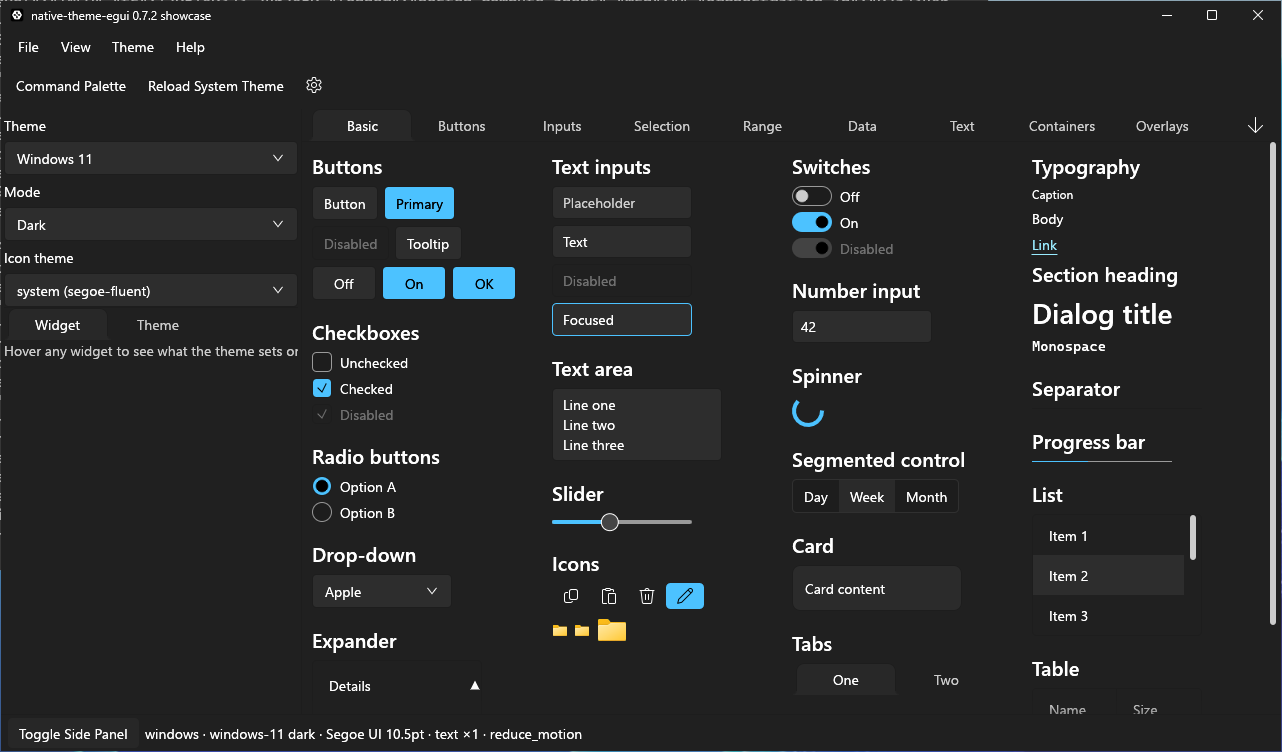 native-theme-egui 0.7.2 showcase
File View Theme Help
Command Palette Reload System Theme
Theme
Windows 11
Mode
Dark
Icon theme
system (segoe-fluent)
Widget Theme
Hover any widget to see what the theme sets or
Basic Buttons Inputs Selection Range Data Text Containers Overlays
Buttons
Button Primary
Disabled Tooltip
Off On OK
Checkboxes
Unchecked
Checked
Disabled
Radio buttons
Option A
Option B
Drop-down
Apple
Expander
Details
Text inputs
Placeholder
Text
Disabled
Focused
Text area
Line one
Line two
Line three
Slider
Icons
Switches
Off
On
Disabled
Number input
42
Spinner
Segmented control
Day Week Month
Card
Card content
Tabs
One Two
Typography
Caption
Body
Link
Section heading
Dialog title
Monospace
Separator
Progress bar
List
Item 1
Item 2
Item 3
Table
Name Size
Toggle Side Panel windows · windows-11 dark · Segoe UI 10.5pt · text ×1 · reduce_motion